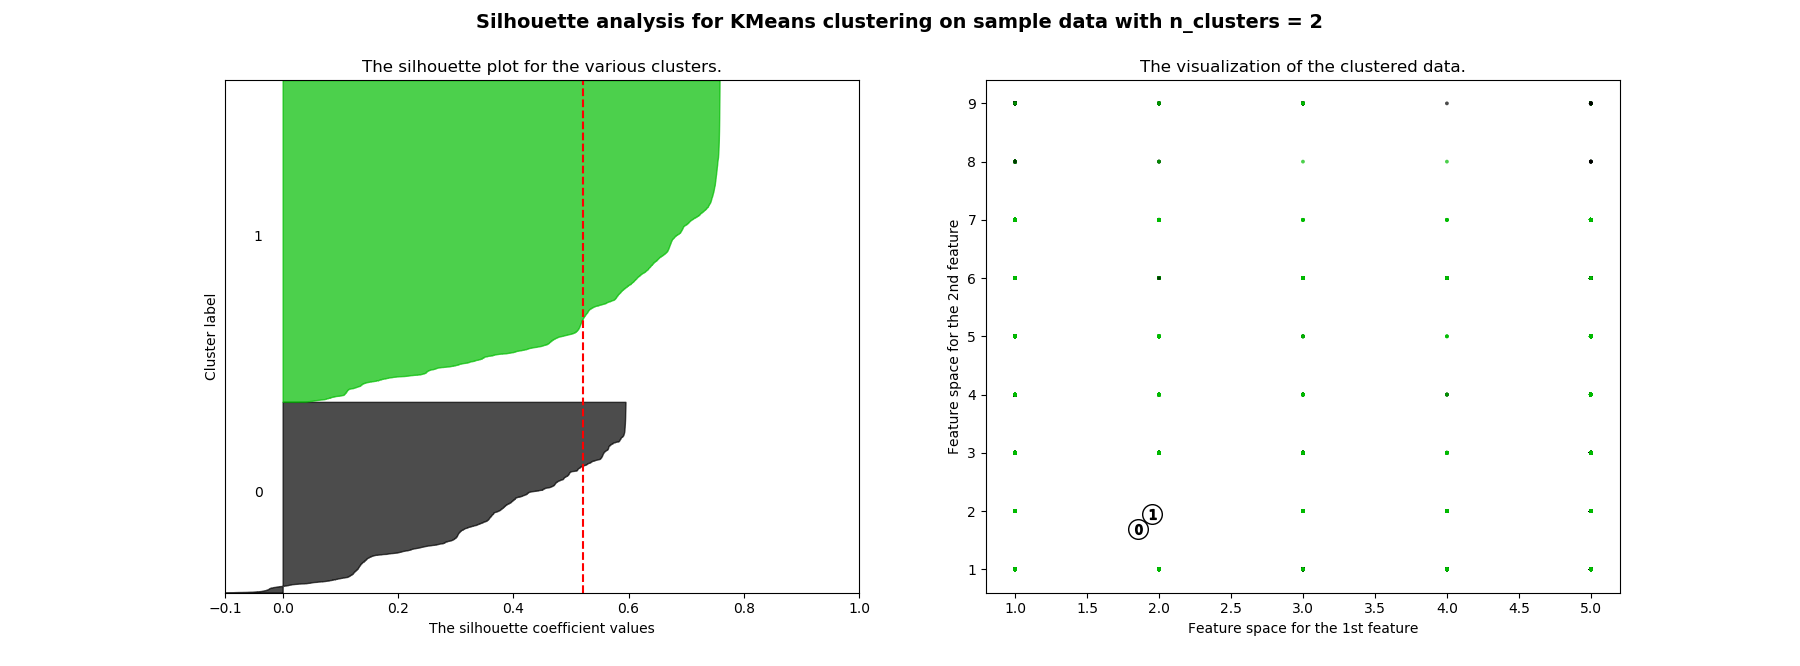 Silhouette analysis for KMeans clustering on sample data with n_clusters = 2
The silhouette plot for the various clusters.
Cluster label
1
0
−0.1 0.0 0.2 0.4 0.6 0.8 1.0
The silhouette coefficient values
The visualization of the clustered data.
Feature space for the 2nd feature
9
8
7
6
5
4
3
2
1
1
0
1.0 1.5 2.0 2.5 3.0 3.5 4.0 4.5 5.0
Feature space for the 1st feature